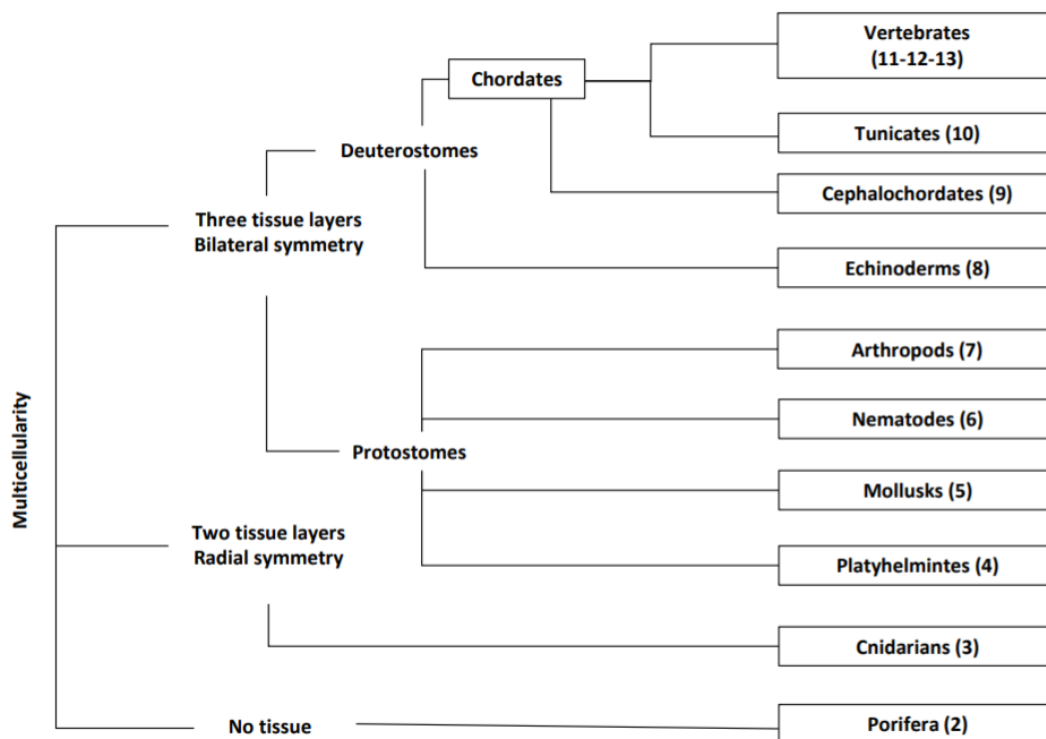 Vertebrates
(11-12-13)
Chordates
Tunicates (10)
Deuterostomes
Cephalochordates (9)
Three tissue layers
Bilateral symmetry
Echinoderms (8)
Arthropods (7)
Nematodes (6)
Protostomes
Mollusks (5)
Multicellularity
Two tissue layers
Radial symmetry
Platyhelmintes (4)
Cnidarians (3)
No tissue
Porifera (2)